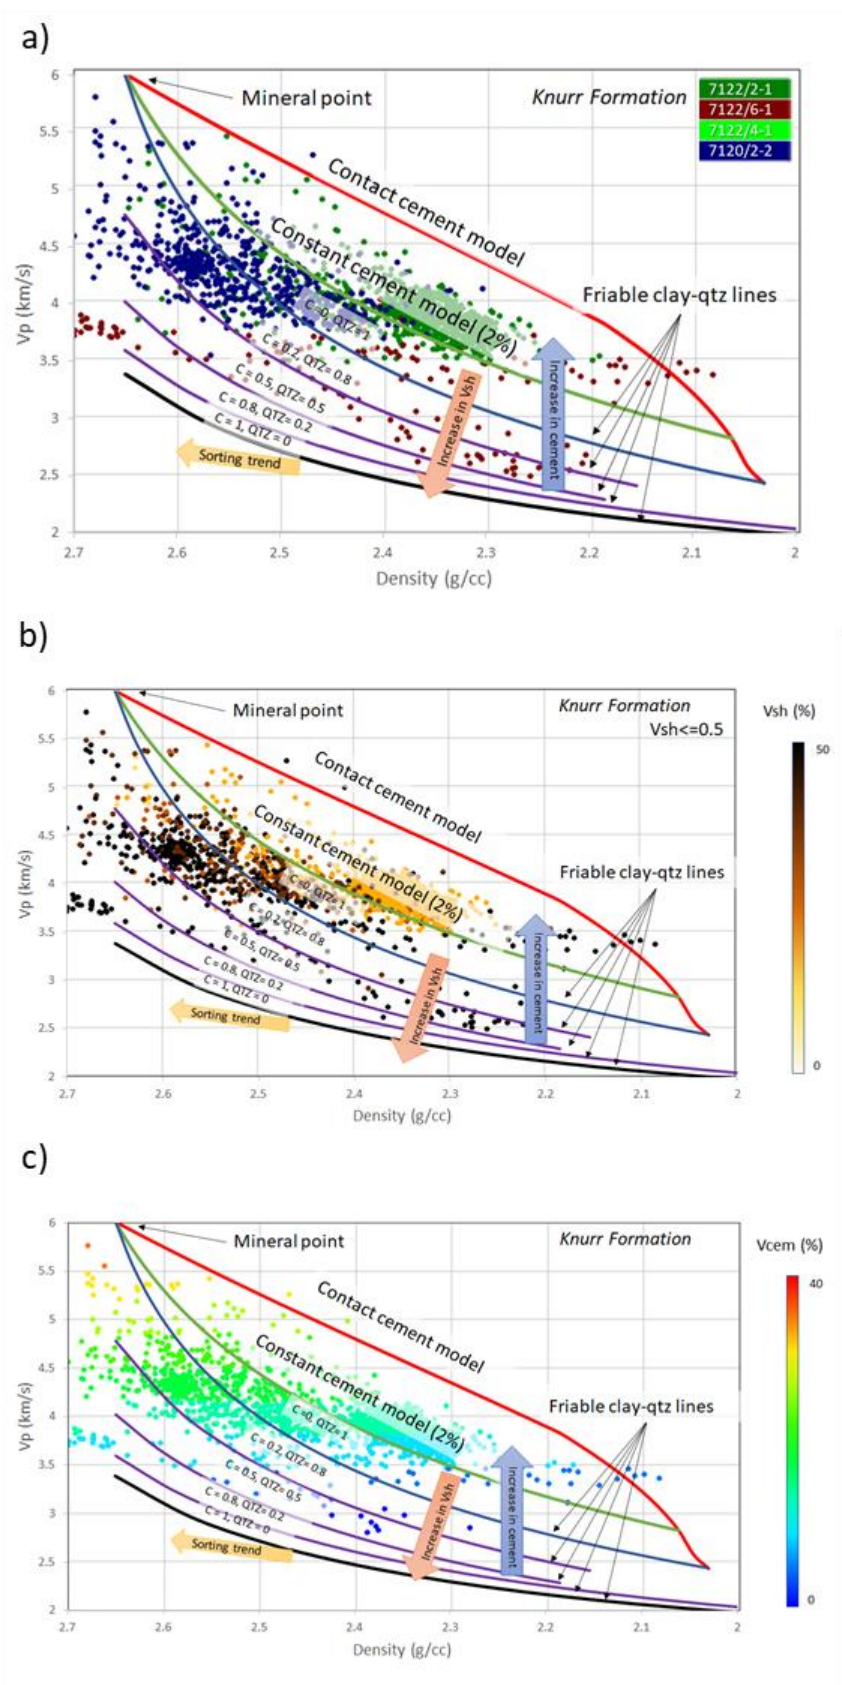 a)
6
Mineral point
Knurr Formation
7122/2-1
7122/6-1
7122/4-1
7120/2-2
5.5
Contact cement model
5
Constant cement model (2%)
4.5
Friable clay-qtz lines
Vp (km/s)
4
C=0, QTZ=1
C = 0.2, QTZ= 0.8
3.5
C = 0.5, QTZ= 0.5
Increase in Vsh
Increase in cement
C = 0.8, QTZ= 0.2
3
C = 1, QTZ = 0
Sorting trend
2.5
2
2.7 2.6 2.5 2.4 2.3 2.2 2.1 2
Density (g/cc)
b)
6
Mineral point
Knurr Formation
Vsh<=0.5
Vsh (%)
50
5.5
Contact cement model
5
Constant cement model (2%)
4.5
Friable clay-qtz lines
Vp (km/s)
4
C =0, QTZ= 1
C = 0.2, QTZ= 0.8
3.5
C = 0.5, QTZ= 0.5
Increase in Vsh
Increase in cement
C = 0.8, QTZ= 0.2
3
C = 1, QTZ = 0
Sorting trend
2.5
0
2
2.7 2.6 2.5 2.4 2.3 2.2 2.1 2
Density (g/cc)
c)
6
Mineral point
Knurr Formation
Vcem (%)
40
5.5
Contact cement model
5
Constant cement model (2%)
4.5
Friable clay-qtz lines
Vp (km/s)
4
C =0, QTZ= 1
C = 0.2, QTZ= 0.8
3.5
C = 0.5, QTZ= 0.5
Increase in Vsh
Increase in cement
C = 0.8, QTZ= 0.2
3
C = 1, QTZ = 0
Sorting trend
2.5
0
2
2.7 2.6 2.5 2.4 2.3 2.2 2.1 2
Density (g/cc)